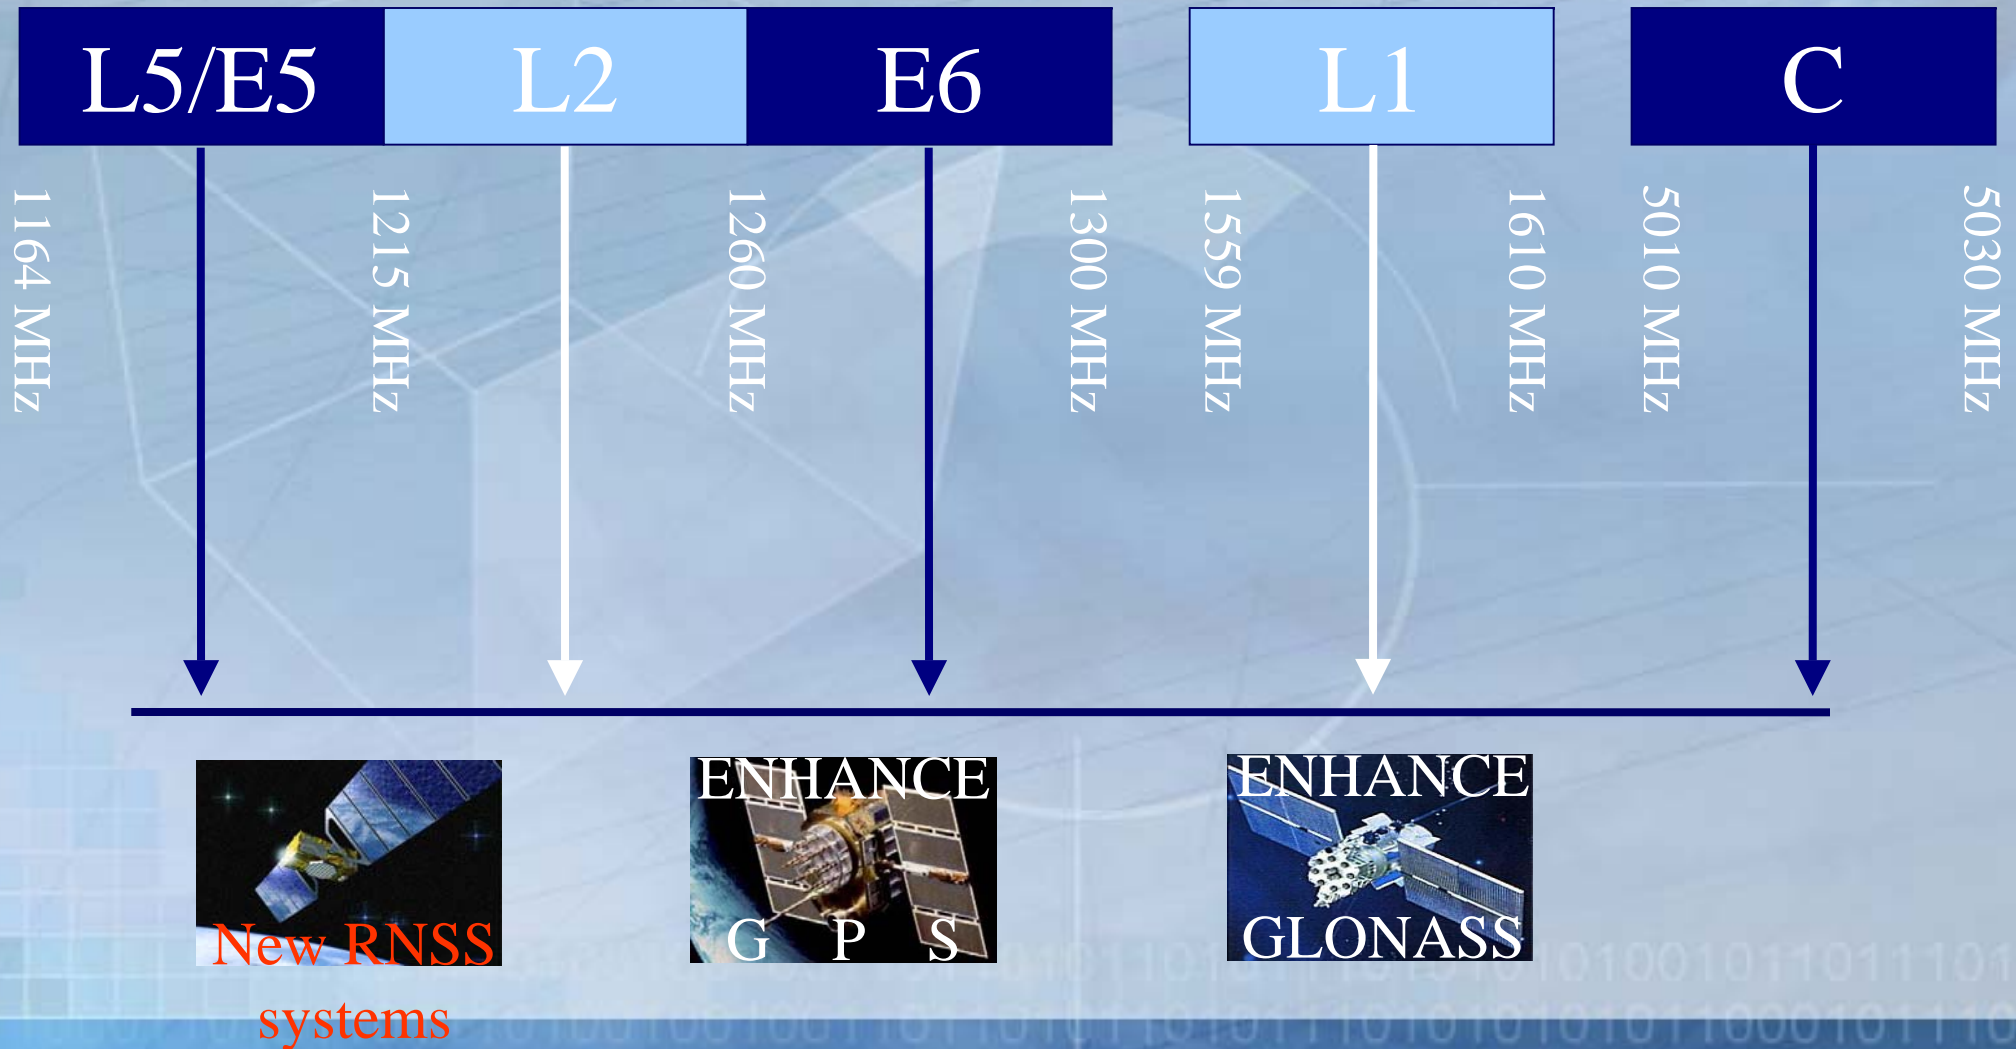 L5/E5 L2 E6 L1 C
1164 MHz 1215 MHz 1260 MHz 1300 MHz 1559 MHz 1610 MHz 5010 MHz 5030 MHz
New RNSS
systems
ENHANCE
G P S
ENHANCE
GLONASS